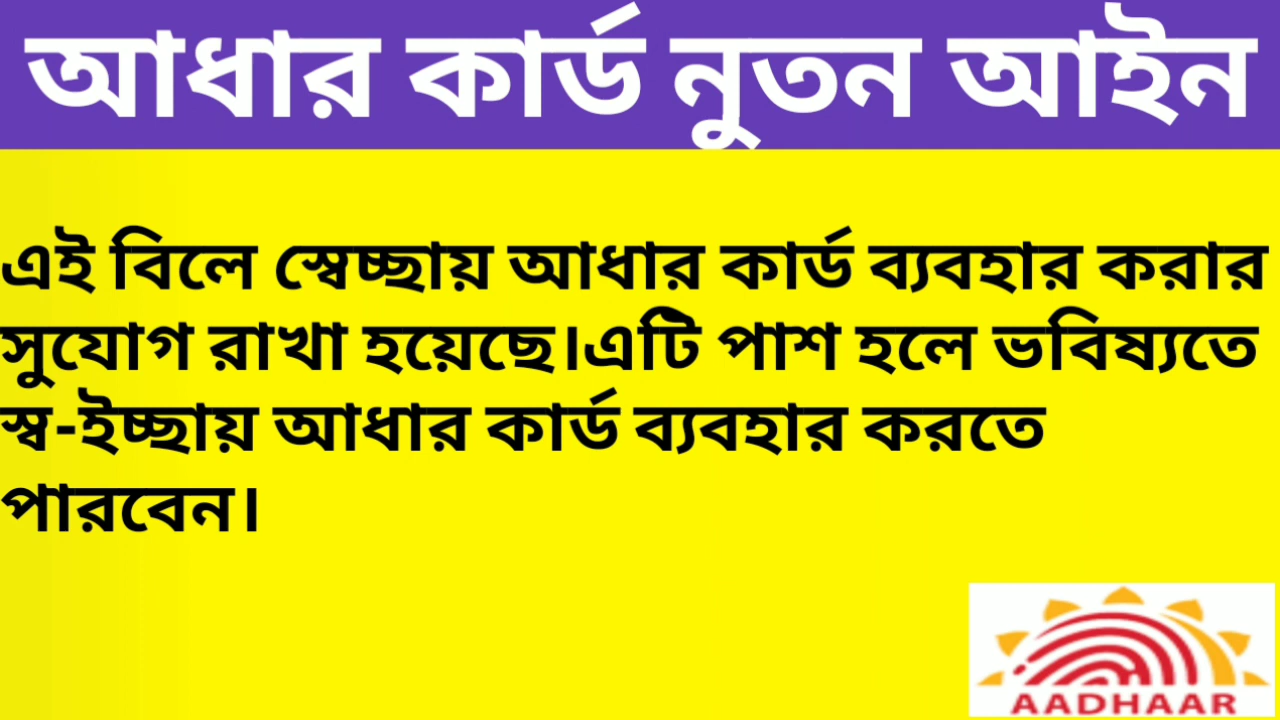 আধার কার্ড নুতন আইন
এই বিলে স্বেচ্ছায় আধার কার্ড ব্যবহার করার
সুযোগ রাখা হয়েছে।এটি পাশ হলে ভবিষ্যতে
স্ব-ইচ্ছায় আধার কার্ড ব্যবহার করতে
পারবেন।
AADHAAR